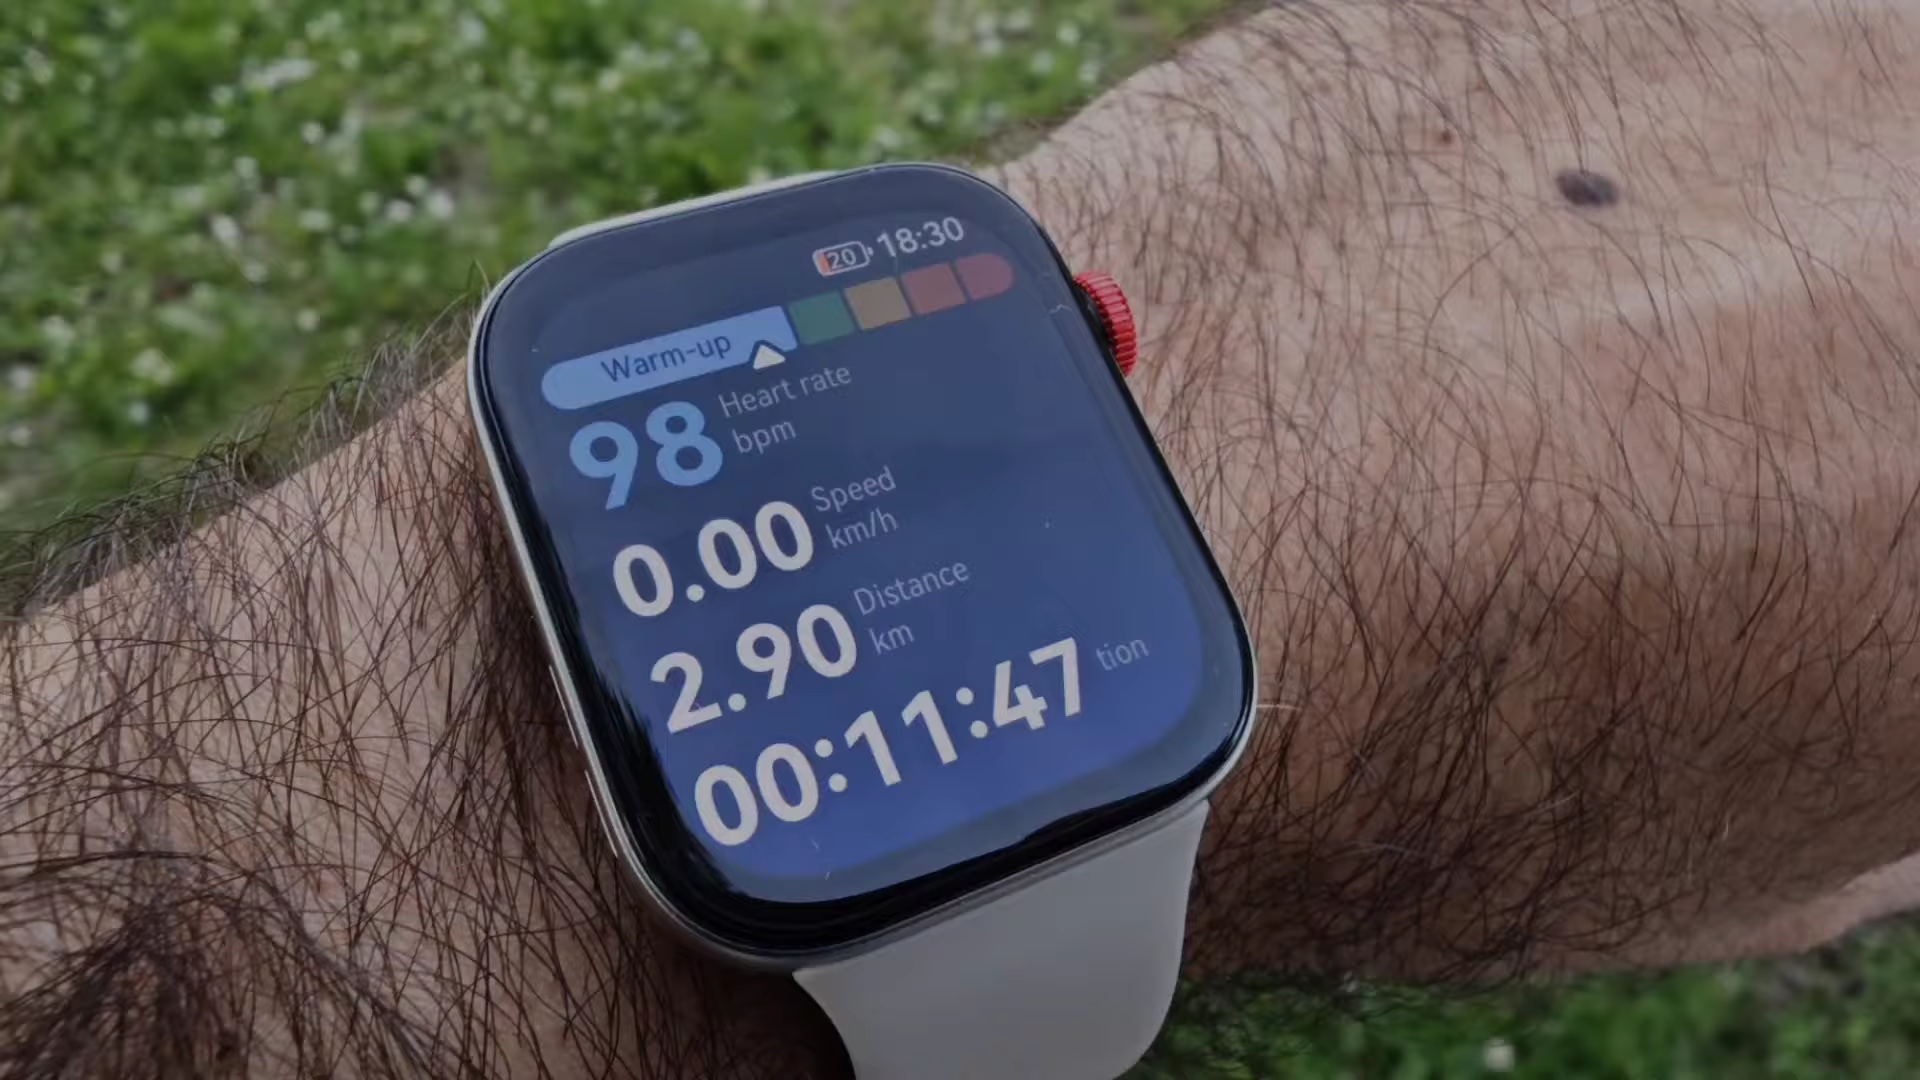 20 18:30
Warm-up
98 Heart rate
bpm
0.00 Speed
km/h
2.90 Distance
km
00:11:47 tion